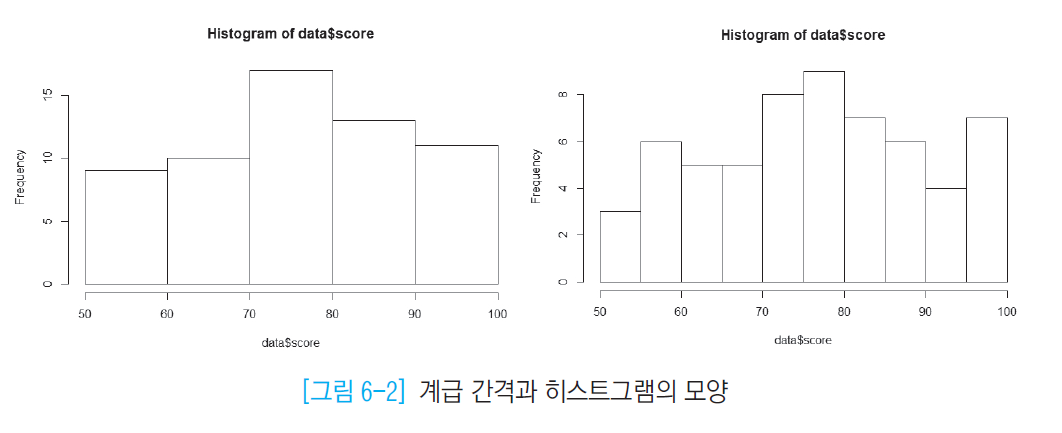 Histogram of data$score
Frequency
15
10
5
0
50 60 70 80 90 100
data$score
Histogram of data$score
Frequency
8
6
4
2
0
50 60 70 80 90 100
data$score
[그림 6-2] 계급 간격과 히스트그램의 모양